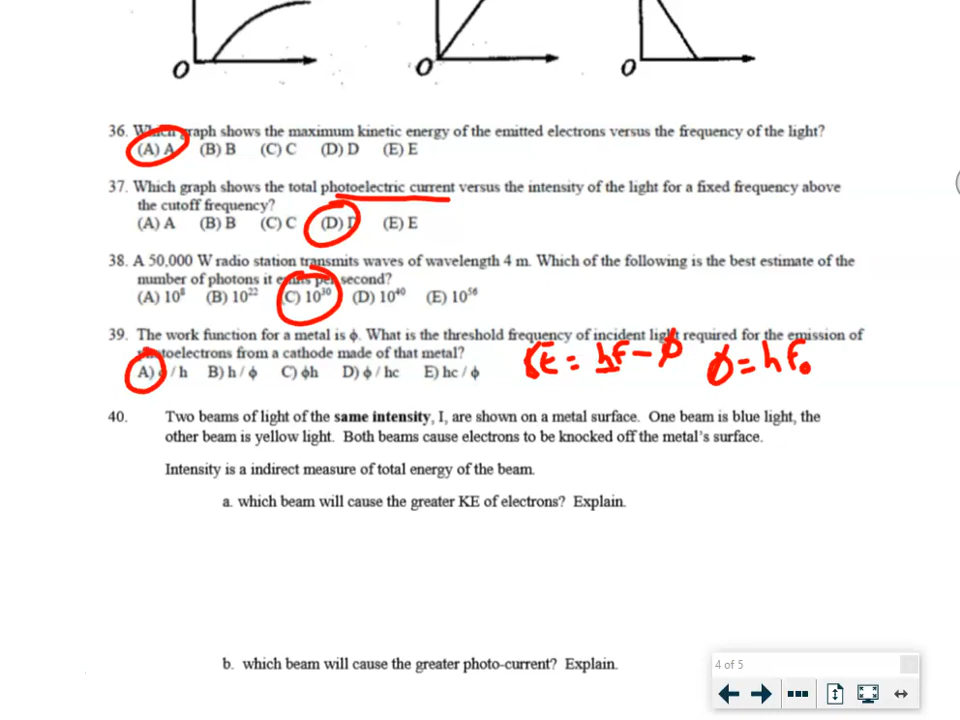 O O O
36. Which graph shows the maximum kinetic energy of the emitted electrons versus the frequency of the light?
(A) A (B) B (C) C (D) D (E) E
37. Which graph shows the total photoelectric current versus the intensity of the light for a fixed frequency above
the cutoff frequency?
(A) A (B) B (C) C (D) D (E) E
38. A 50,000 W radio station transmits waves of wavelength 4 m. Which of the following is the best estimate of the
number of photons it emits per second?
(A) 10⁸ (B) 10²² (C) 10³⁰ (D) 10⁴⁰ (E) 10⁵⁶
39. The work function for a metal is ϕ. What is the threshold frequency of incident light required for the emission of
photoelectrons from a cathode made of that metal?
KE = hf - ϕ ϕ = hf₀
A) ϕ / h B) h / ϕ C) ϕh D) ϕ / hc E) hc / ϕ
40. Two beams of light of the same intensity, I, are shown on a metal surface. One beam is blue light, the
other beam is yellow light. Both beams cause electrons to be knocked off the metal's surface.
Intensity is a indirect measure of total energy of the beam.
a. which beam will cause the greater KE of electrons? Explain.
b. which beam will cause the greater photo-current? Explain.
4 of 5